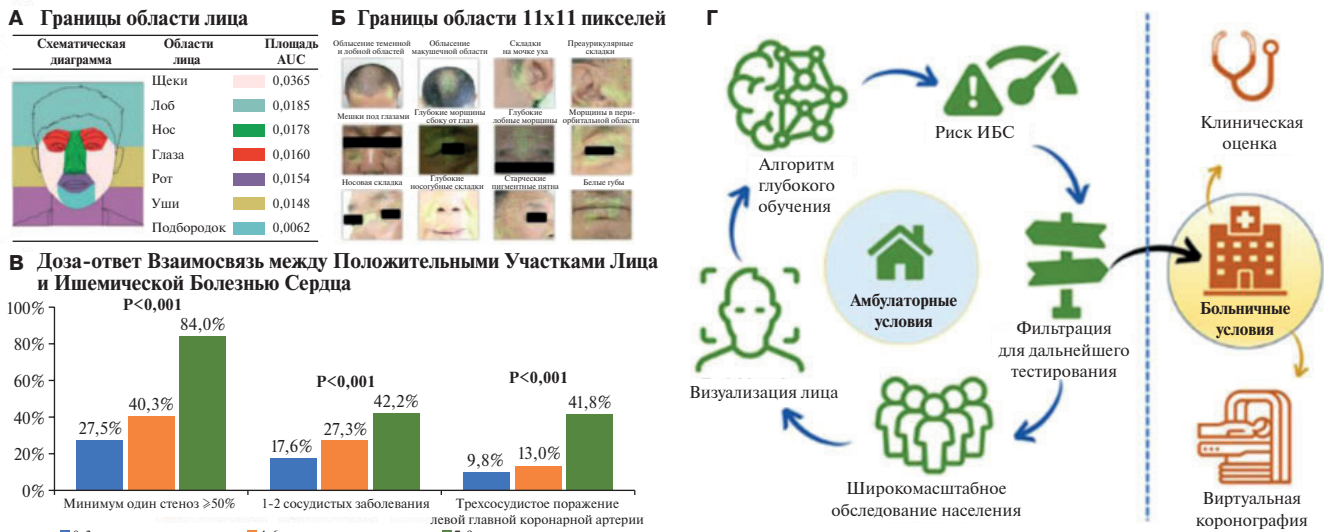 А Границы области лица
Схематическая диаграмма
Области лица
Площадь AUC
Щеки 0,0365
Лоб 0,0185
Нос 0,0178
Глаза 0,0160
Рот 0,0154
Уши 0,0148
Подбородок 0,0062
Б Границы области 11x11 пикселей
Облысение теменной и лобной областей
Облысение макушечной области
Складки на мочке уха
Преаурикулярные складки
Мешки под глазами
Глубокие морщины сбоку от глаз
Глубокие лобные морщины
Морщины в пери-
орбитальной области
Носовая складка
Глубокие носогубные складки
Старческие пигментные пятна
Белые губы
В Доза-ответ Взаимосвязь между Положительными Участками Лица
и Ишемической Болезнью Сердца
100%
80%
60%
40%
20%
0%
P<0,001
27,5%
40,3%
84,0%
Минимум один стеноз ⩾50%
P<0,001
17,6%
27,3%
42,2%
1-2 сосудистых заболевания
P<0,001
9,8%
13,0%
41,8%
Трехсосудистое поражение
левой главной коронарной артерии
Г
Алгоритм
глубокого
обучения
Риск ИБС
Фильтрация
для дальнейшего
тестирования
Широкомасштабное
обследование населения
Визуализация лица
Амбулаторные
условия
Клиническая
оценка
Больничные
условия
Виртуальная
коронография